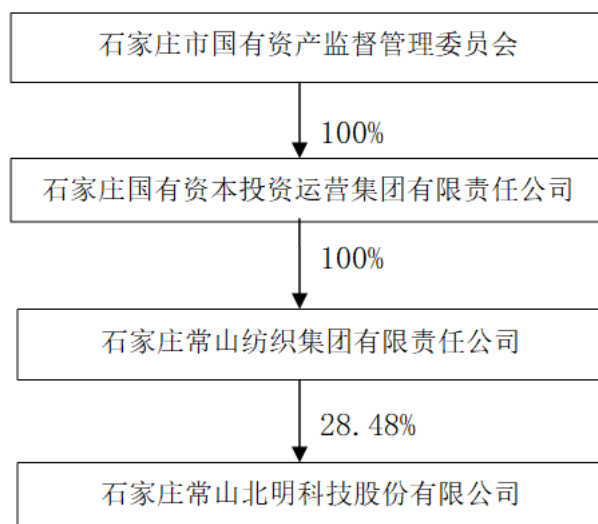 石家庄市国有资产监督管理委员会
100%
石家庄国有资本投资运营集团有限责任公司
100%
石家庄常山纺织集团有限责任公司
28.48%
石家庄常山北明科技股份有限公司